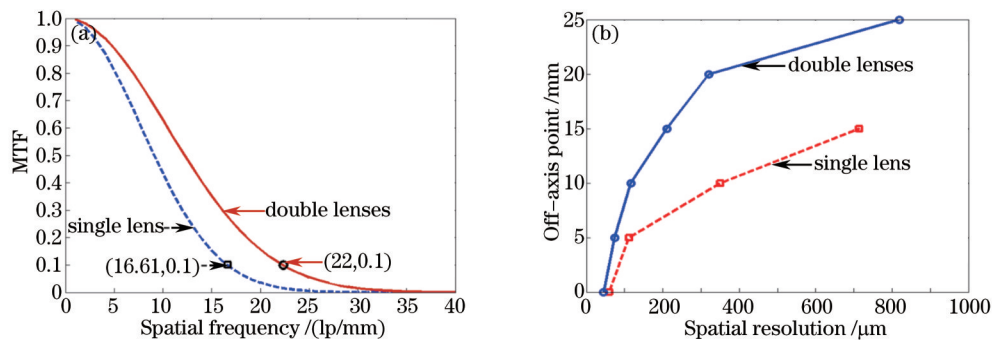 (a)
1.0
0.9
0.8
0.7
0.6
0.5
0.4
0.3
0.2
0.1
0
MTF
double lenses
single lens
(16.61,0.1)
(22,0.1)
0 5 10 15 20 25 30 35 40
Spatial frequency /(lp/mm)
(b)
25
20
15
10
5
0
Off-axis point /mm
double lenses
single lens
0 200 400 600 800 1000
Spatial resolution /μm